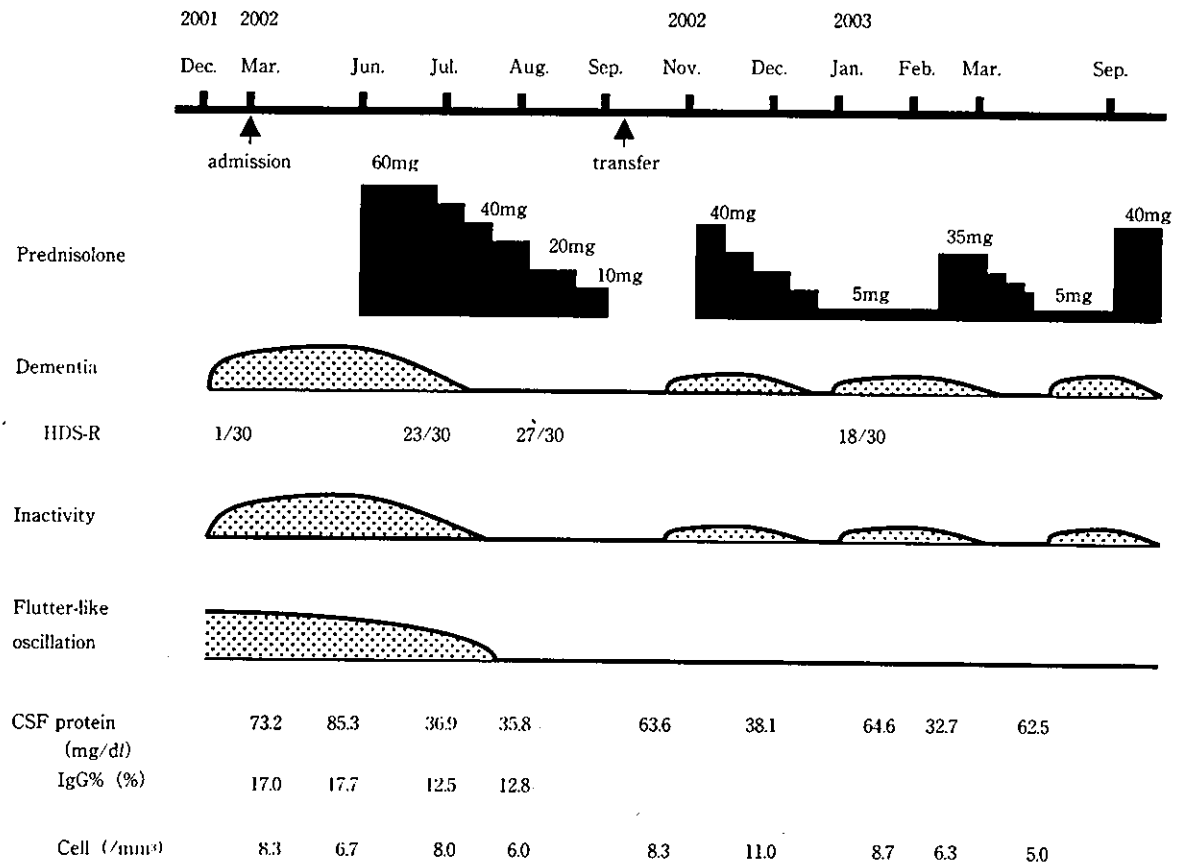 2001 2002 2002 2003
Dec. Mar. Jun. Jul. Aug. Sep. Nov. Dec. Jan. Feb. Mar. Sep.
admission transfer
60mg
40mg
20mg
10mg
40mg
5mg
35mg
5mg
40mg
Prednisolone
Dementia
HDS-R 1/30 23/30 27/30 18/30
Inactivity
Flutter-like
oscillation
CSF protein 73.2 85.3 36.9 35.8 63.6 38.1 64.6 32.7 62.5
(mg/dl)
IgG% (%) 17.0 17.7 12.5 12.8
Cell (/mm³) 8.3 6.7 8.0 6.0 8.3 11.0 8.7 6.3 5.0